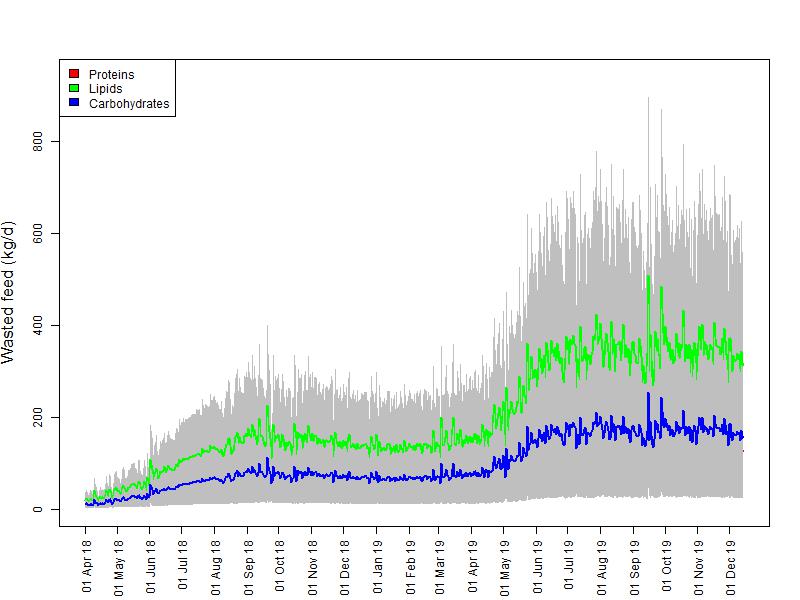 Proteins
Lipids
Carbohydrates
Wasted feed (kg/d)
800
600
400
200
0
01 Apr 18
01 May 18
01 Jun 18
01 Jul 18
01 Aug 18
01 Sep 18
01 Oct 18
01 Nov 18
01 Dec 18
01 Jan 19
01 Feb 19
01 Mar 19
01 Apr 19
01 May 19
01 Jun 19
01 Jul 19
01 Aug 19
01 Sep 19
01 Oct 19
01 Nov 19
01 Dec 19